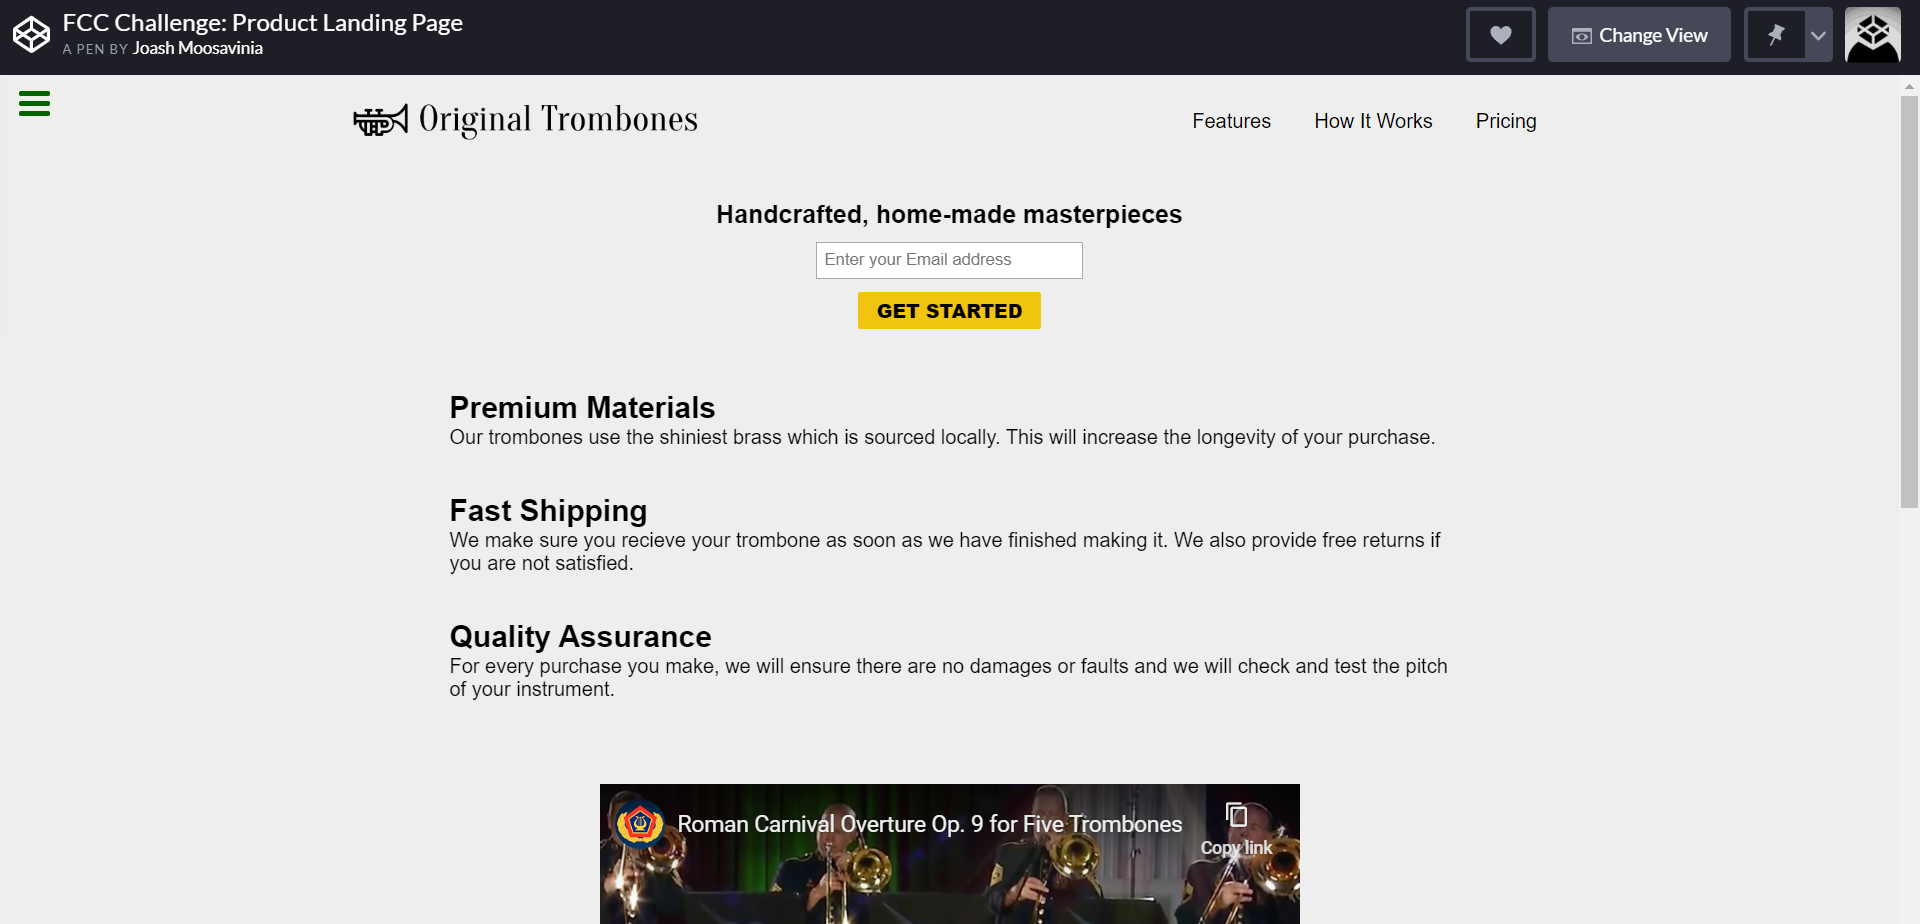 FCC Challenge: Product Landing Page
A PEN BY Joash Moosavinia
Change View
Original Trombones
Features
How It Works
Pricing
Handcrafted, home-made masterpieces
Enter your Email address
GET STARTED
Premium Materials
Our trombones use the shiniest brass which is sourced locally. This will increase the longevity of your purchase.
Fast Shipping
We make sure you recieve your trombone as soon as we have finished making it. We also provide free returns if
you are not satisfied.
Quality Assurance
For every purchase you make, we will ensure there are no damages or faults and we will check and test the pitch
of your instrument.
Roman Carnival Overture Op. 9 for Five Trombones
Copy link